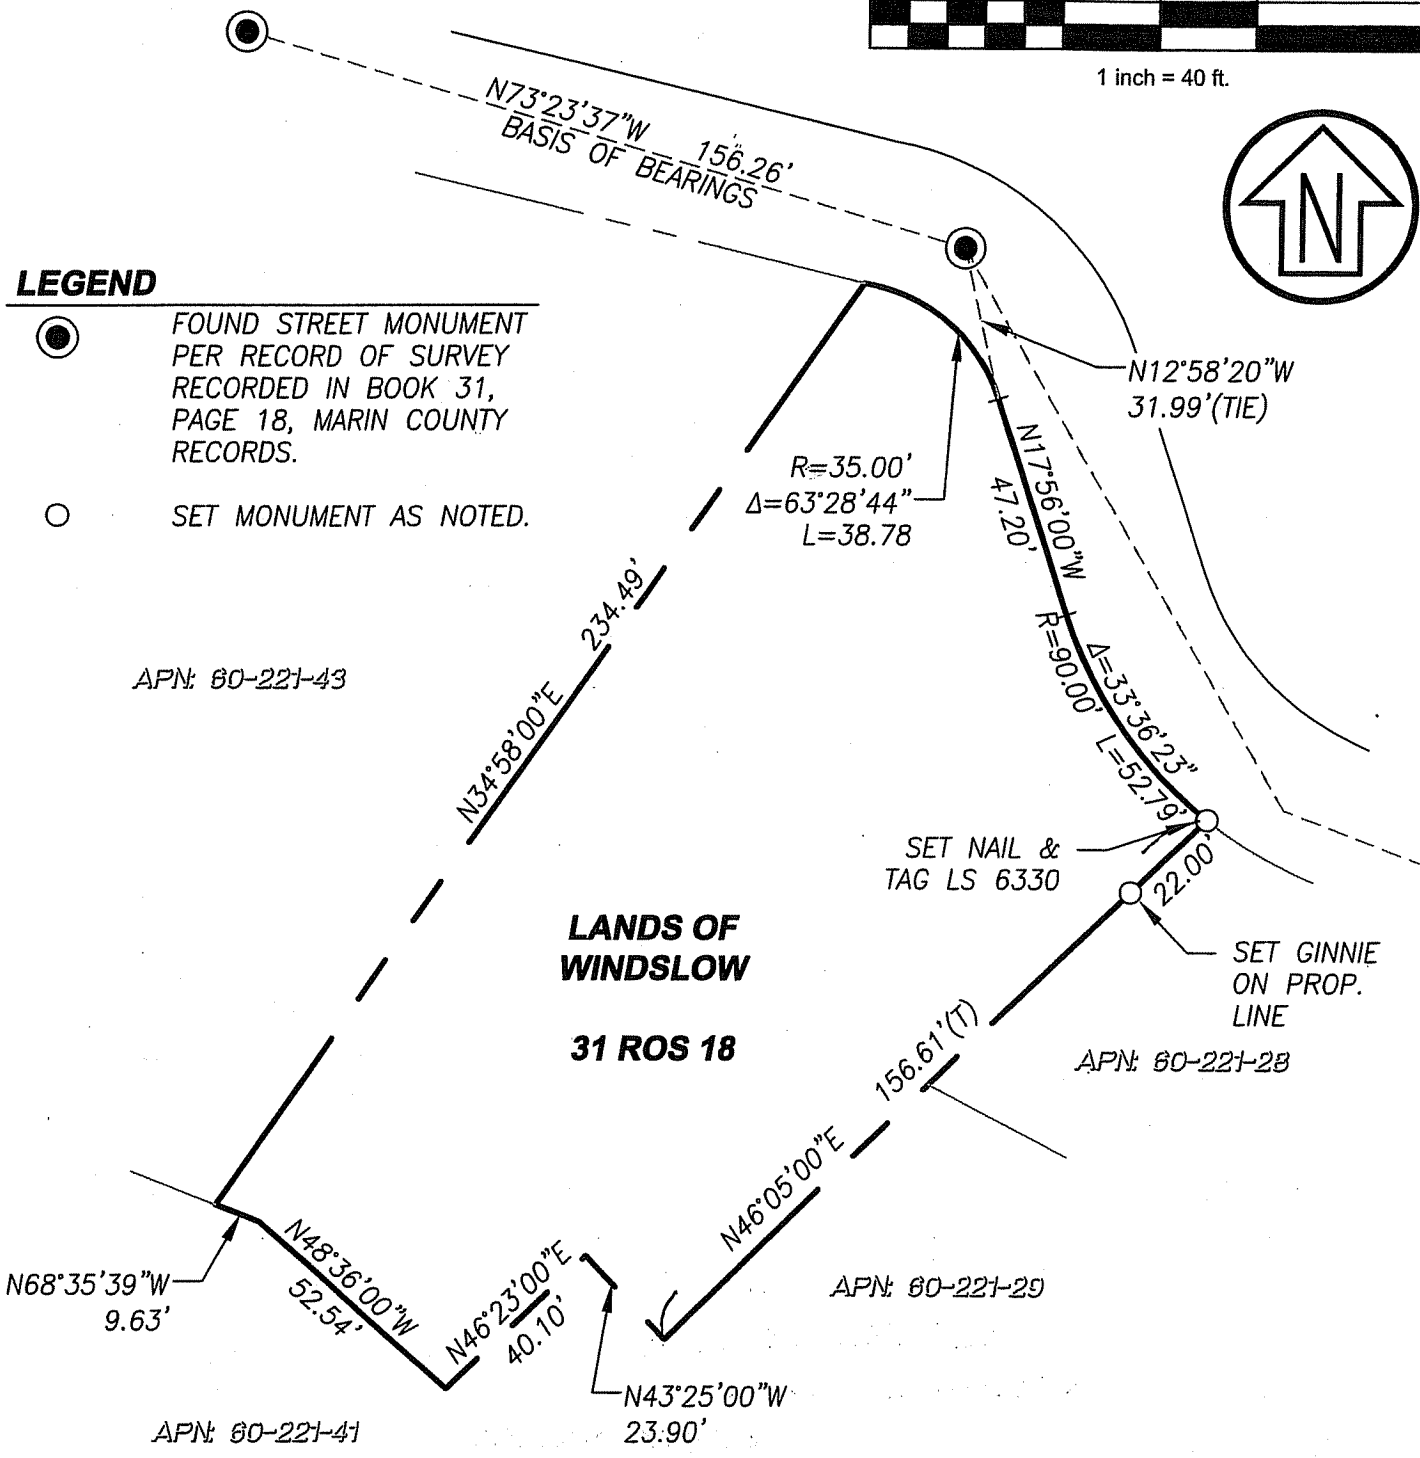 1 inch = 40 ft.
N73°23'37"W 156.26'
BASIS OF BEARINGS
N
LEGEND
FOUND STREET MONUMENT
PER RECORD OF SURVEY
RECORDED IN BOOK 31,
PAGE 18, MARIN COUNTY
RECORDS.
SET MONUMENT AS NOTED.
N12°58'20"W
31.99'(TIE)
R=35.00'
Δ=63°28'44"
L=38.78
N17°56'00"W
47.20'
234.49'
N34°58'00"E
APN: 60-221-43
Δ=33°36'23"
R=90.00' L=52.79'
SET NAIL &
TAG LS 6330
22.00'
SET GINNIE
ON PROP.
LINE
LANDS OF
WINDSLOW
31 ROS 18
156.61'(T)
N46°05'00"E
APN: 60-221-28
APN: 60-221-29
N68°35'39"W
9.63'
N48°36'00"W
52.54'
N46°23'00"E
40.10'
N43°25'00"W
23.90'
APN: 60-221-41